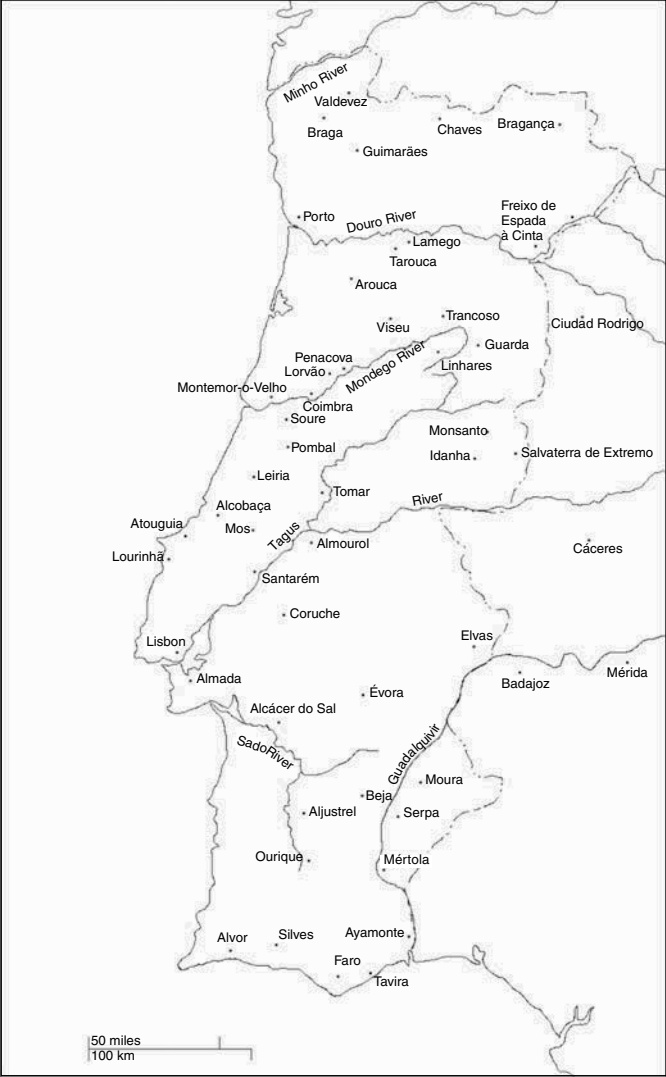 Minho River
Valdevez
Braga
Chaves
Bragança
Guimarães
Porto
Douro River
Freixo de
Espada
à Cinta
Lamego
Tarouca
Arouca
Trancoso
Viseu
Ciudad Rodrigo
Guarda
Penacova
Lorvão
Mondego River
Linhares
Montemor-o-Velho
Coimbra
Soure
Monsanto
Pombal
Idanha
Salvaterra de Extremo
Leiria
Tomar
River
Alcobaça
Atouguia
Mos
Tagus
Almourol
Lourinhã
Cáceres
Santarém
Coruche
Lisbon
Elvas
Almada
Badajoz
Mérida
Évora
Alcácer do Sal
SadoRiver
Guadalquivir
Moura
Beja
Aljustrel
Serpa
Ourique
Mértola
Alvor
Silves
Ayamonte
Faro
Tavira
50 miles
100 km